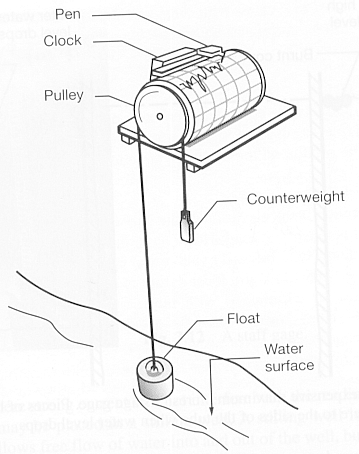 Pen
Clock
Pulley
Counterweight
Float
Water
surface